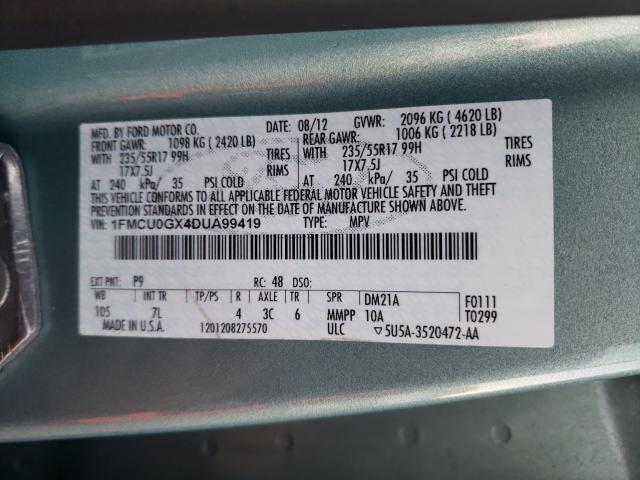 MFD. BY FORD MOTOR CO. DATE: 08/12 GVWR: 2096 KG ( 4620 LB)
FRONT GAWR: 1098 KG ( 2420 LB) REAR GAWR: 1006 KG ( 2218 LB)
WITH 235/55R17 99H TIRES WITH 235/55R17 99H TIRES
17X7.5J RIMS 17X7.5J RIMS
AT 240 kPa/ 35 PSI COLD AT 240 kPa/ 35 PSI COLD
THIS VEHICLE CONFORMS TO ALL APPLICABLE FEDERAL MOTOR VEHICLE SAFETY AND THEFT
PREVENTION STANDARDS IN EFFECT ON THE DATE OF MANUFACTURE SHOWN ABOVE.
VIN: 1FMCU0GX4DUA99419 TYPE: MPV
EXT PNT: P9 RC: 48 DSO:
WB INT TR TP/PS R AXLE TR SPR DM21A F0111
105 7L 4 3C 6 MMPP 10A T0299
MADE IN U.S.A. 1201208275570 ULC ▽5U5A-3520472-AA